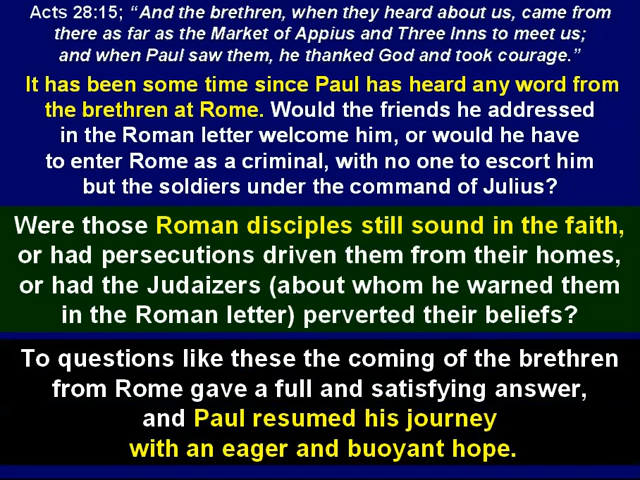 Acts 28:15; “And the brethren, when they heard about us, came from
there as far as the Market of Appius and Three Inns to meet us;
and when Paul saw them, he thanked God and took courage.”
It has been some time since Paul has heard any word from
the brethren at Rome. Would the friends he addressed
in the Roman letter welcome him, or would he have
to enter Rome as a criminal, with no one to escort him
but the soldiers under the command of Julius?
Were those Roman disciples still sound in the faith,
or had persecutions driven them from their homes,
or had the Judaizers (about whom he warned them
in the Roman letter) perverted their beliefs?
To questions like these the coming of the brethren
from Rome gave a full and satisfying answer,
and Paul resumed his journey
with an eager and buoyant hope.